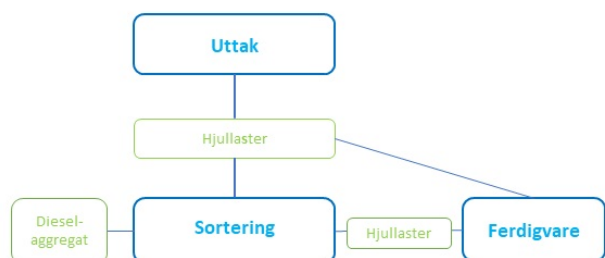 Uttak
Hjullaster
Diesel-
aggregat
Sortering
Hjullaster
Ferdigvare